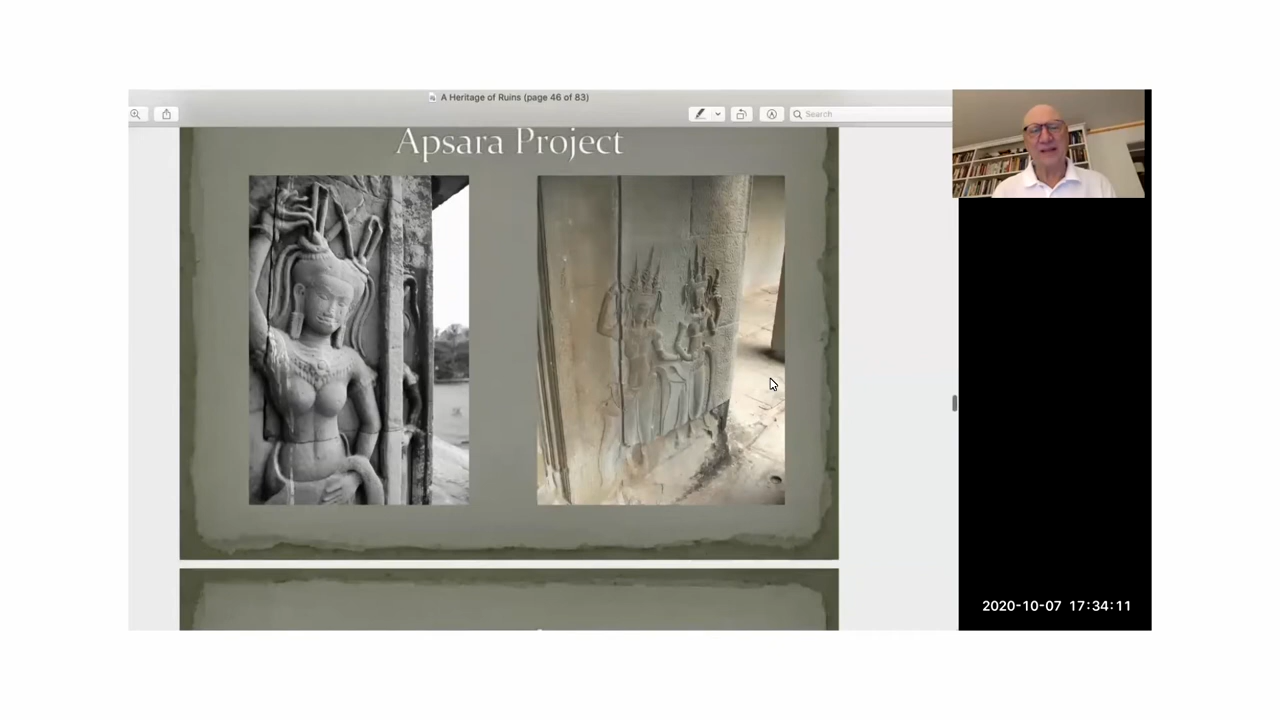 A Heritage of Ruins (page 46 of 83)
Search
Apsara Project
2020-10-07 17:34:11